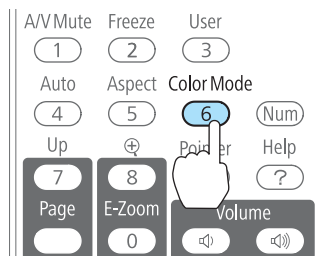 A/V Mute Freeze User
1 2 3
Auto Aspect Color Mode
4 5 6 Num
Up Pointer Help
7 8 ?
Page E-Zoom Volume
0